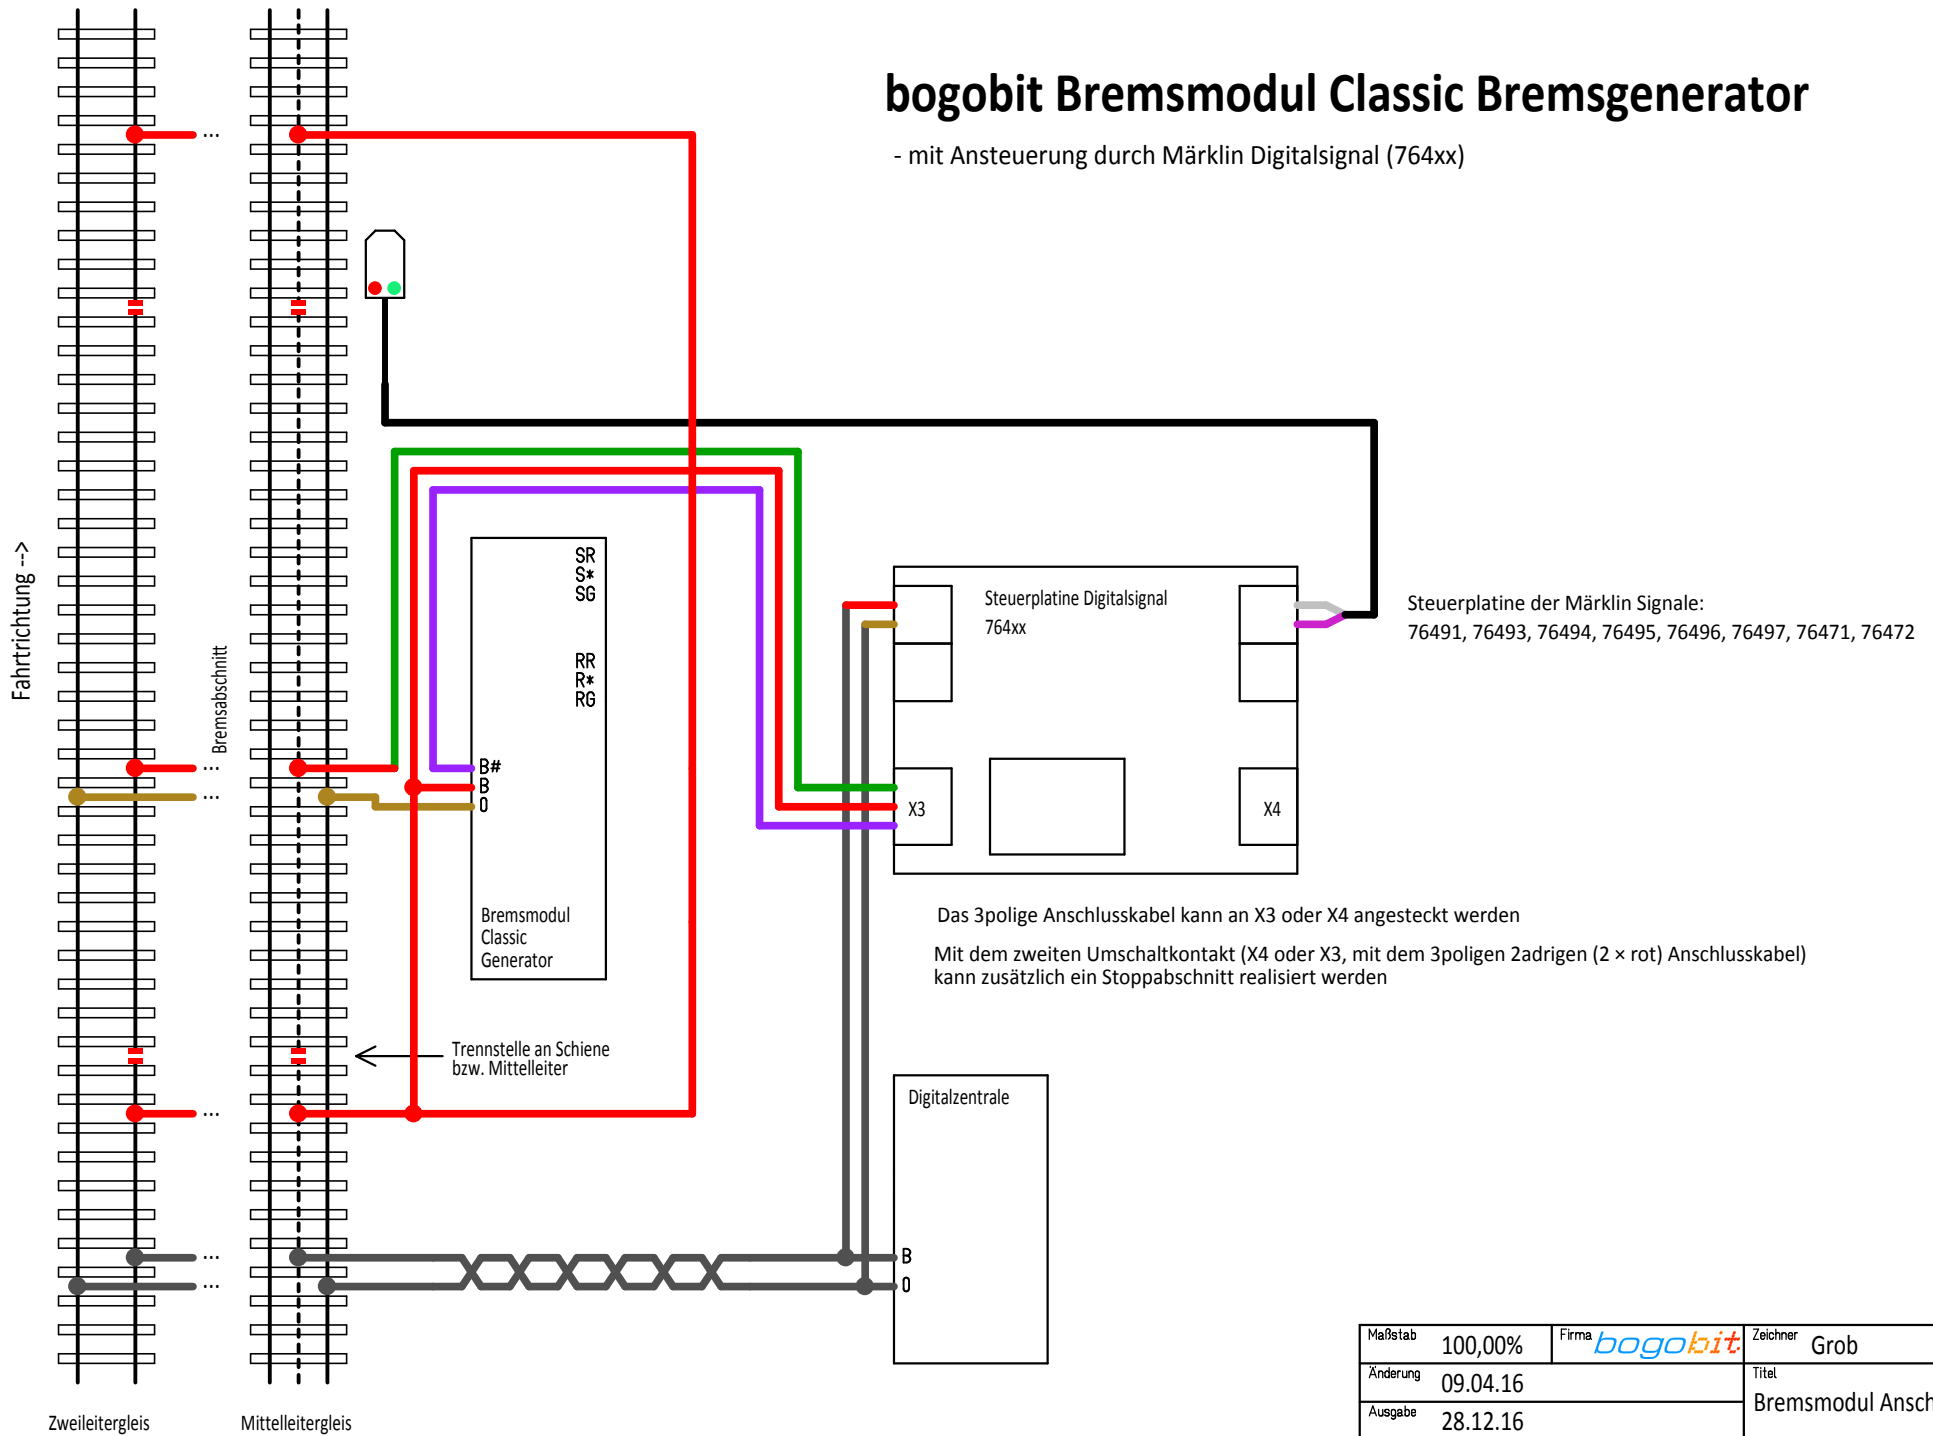 bogobit Bremsmodul Classic Bremsgenerator
- mit Ansteuerung durch Märklin Digitalsignal (764xx)
...
...
Fahrtrichtung -->
Bremsabschnitt
SR
S*
SG
RR
R*
RG
B#
B
0
Bremsmodul
Classic
Generator
Steuerplatine Digitalsignal
764xx
X3
X4
Steuerplatine der Märklin Signale:
76491, 76493, 76494, 76495, 76496, 76497, 76471, 76472
Das 3polige Anschlusskabel kann an X3 oder X4 angesteckt werden
Mit dem zweiten Umschaltkontakt (X4 oder X3, mit dem 3poligen 2adrigen (2 × rot) Anschlusskabel)
kann zusätzlich ein Stoppabschnitt realisiert werden
...
Trennstelle an Schiene
bzw. Mittelleiter
...
Digitalzentrale
...
...
B
0
Zweileitergleis
Mittelleitergleis
Maßstab 100,00%
Firma bogobit
Zeichner Grob
Änderung 09.04.16
Titel
Bremsmodul Ansch
Ausgabe 28.12.16